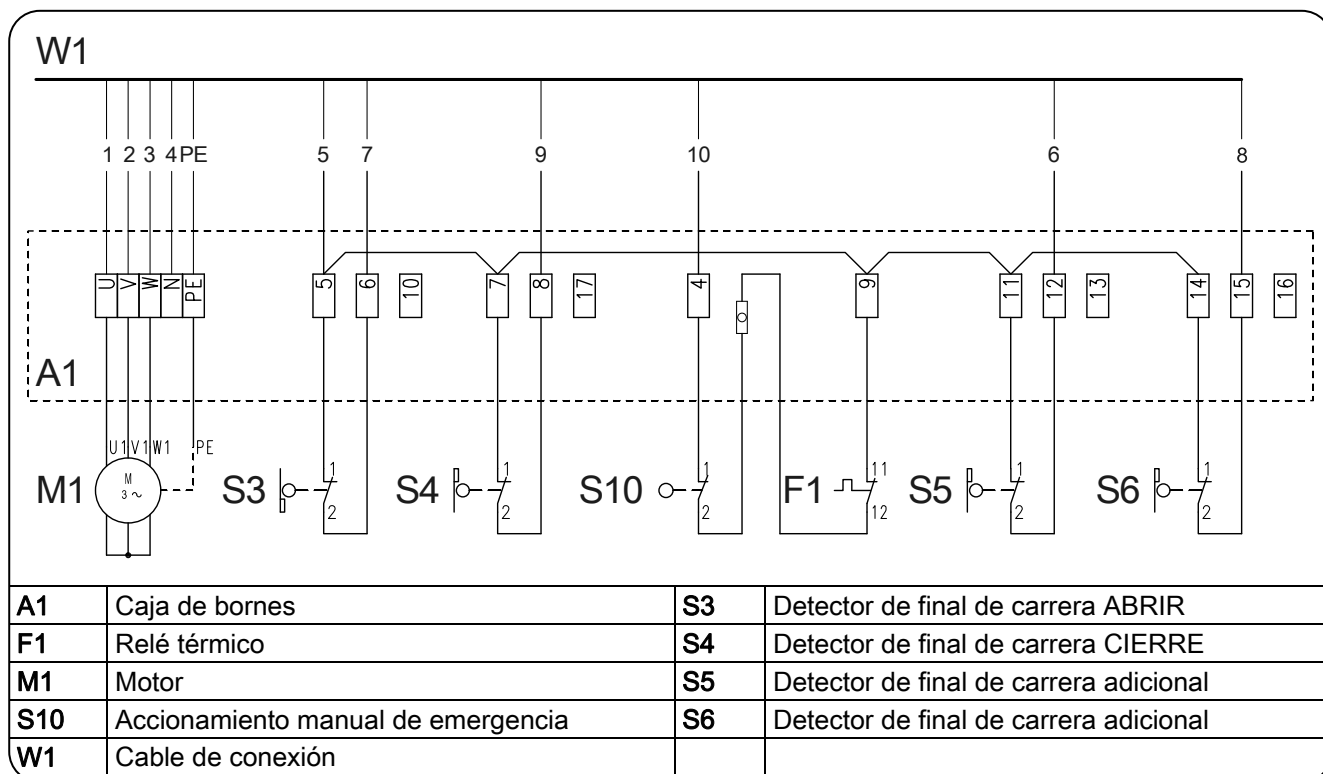 W1
1 2 3 4 PE 5 7 9 10 6 8
U V W N PE 5 6 10 7 8 17 4 9 11 12 13 14 15 16
A1
U1 V1 W1 PE
M1 M 3 ~ S3 1 2 S4 1 2 S10 1 2 F1 11 12 S5 1 2 S6 1 2
A1 Caja de bornes S3 Detector de final de carrera ABRIR
F1 Relé térmico S4 Detector de final de carrera CIERRE
M1 Motor S5 Detector de final de carrera adicional
S10 Accionamiento manual de emergencia S6 Detector de final de carrera adicional
W1 Cable de conexión